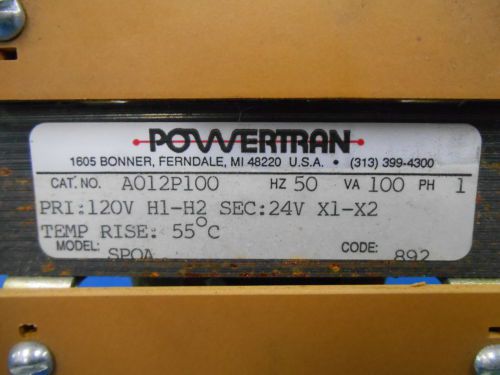 POWERTRAN
1605 BONNER, FERNDALE, MI 48220 U.S.A. • (313) 399-4300
CAT. NO. A012P100 HZ 50 VA 100 PH 1
PRI:120V H1-H2 SEC:24V X1-X2
TEMP RISE: 55°C
MODEL: SPOA CODE: 892